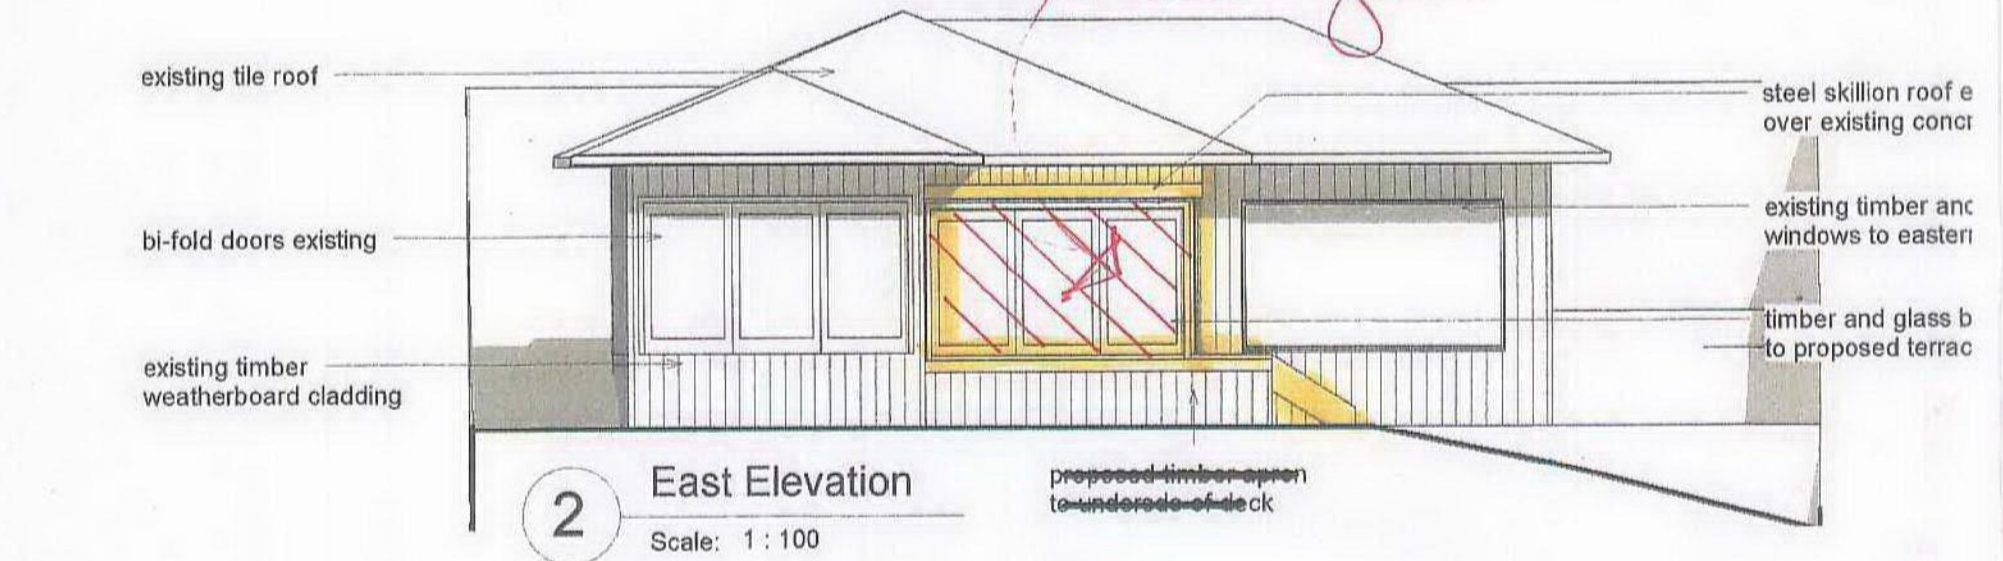 existing tile roof
bi-fold doors existing
existing timber
weatherboard cladding
steel skillion roof e
over existing concr
existing timber and
windows to eastern
timber and glass b
to proposed terrac
2
East Elevation
Scale: 1 : 100
proposed timber apron
to underside of deck